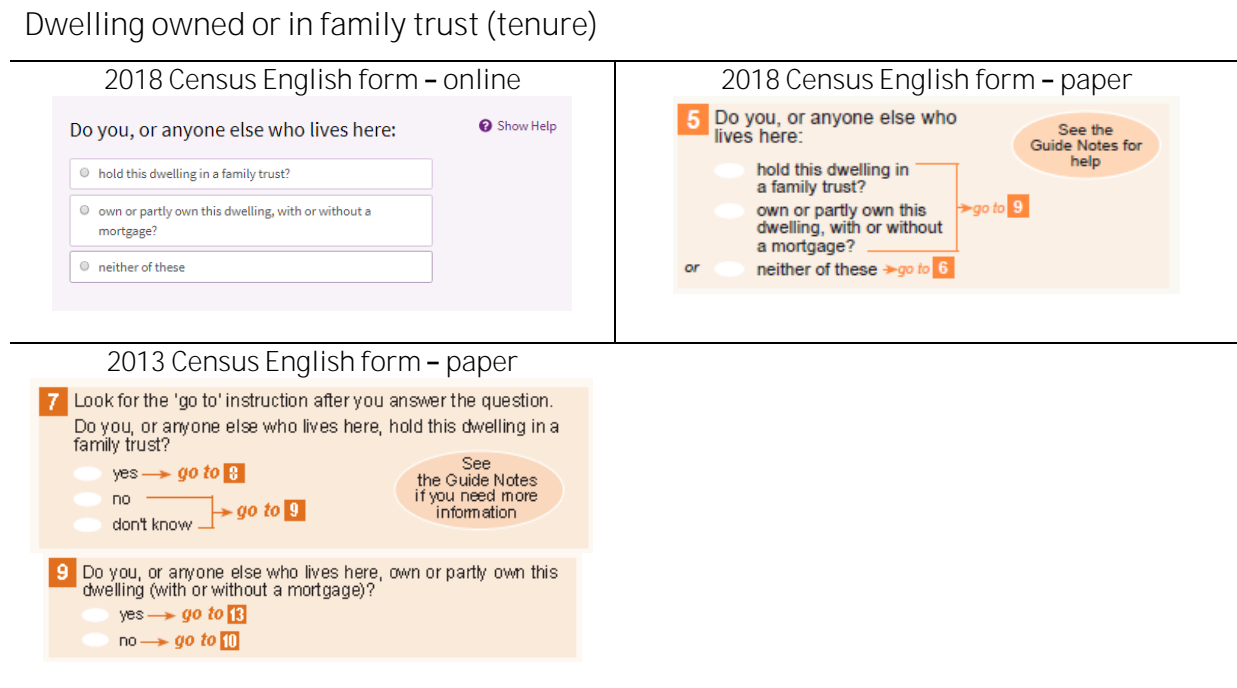 Dwelling owned or in family trust (tenure)
2018 Census English form – online
Do you, or anyone else who lives here:
? Show Help
hold this dwelling in a family trust?
own or partly own this dwelling, with or without a
mortgage?
neither of these
2018 Census English form – paper
5 Do you, or anyone else who
lives here:
See the
Guide Notes for
help
hold this dwelling in
a family trust?
own or partly own this
dwelling, with or without
a mortgage?
go to 9
or neither of these go to 6
2013 Census English form – paper
7 Look for the 'go to' instruction after you answer the question.
Do you, or anyone else who lives here, hold this dwelling in a
family trust?
yes go to 8
no
don't know
go to 9
See
the Guide Notes
if you need more
information
9 Do you, or anyone else who lives here, own or partly own this
dwelling (with or without a mortgage)?
yes go to 13
no go to 10